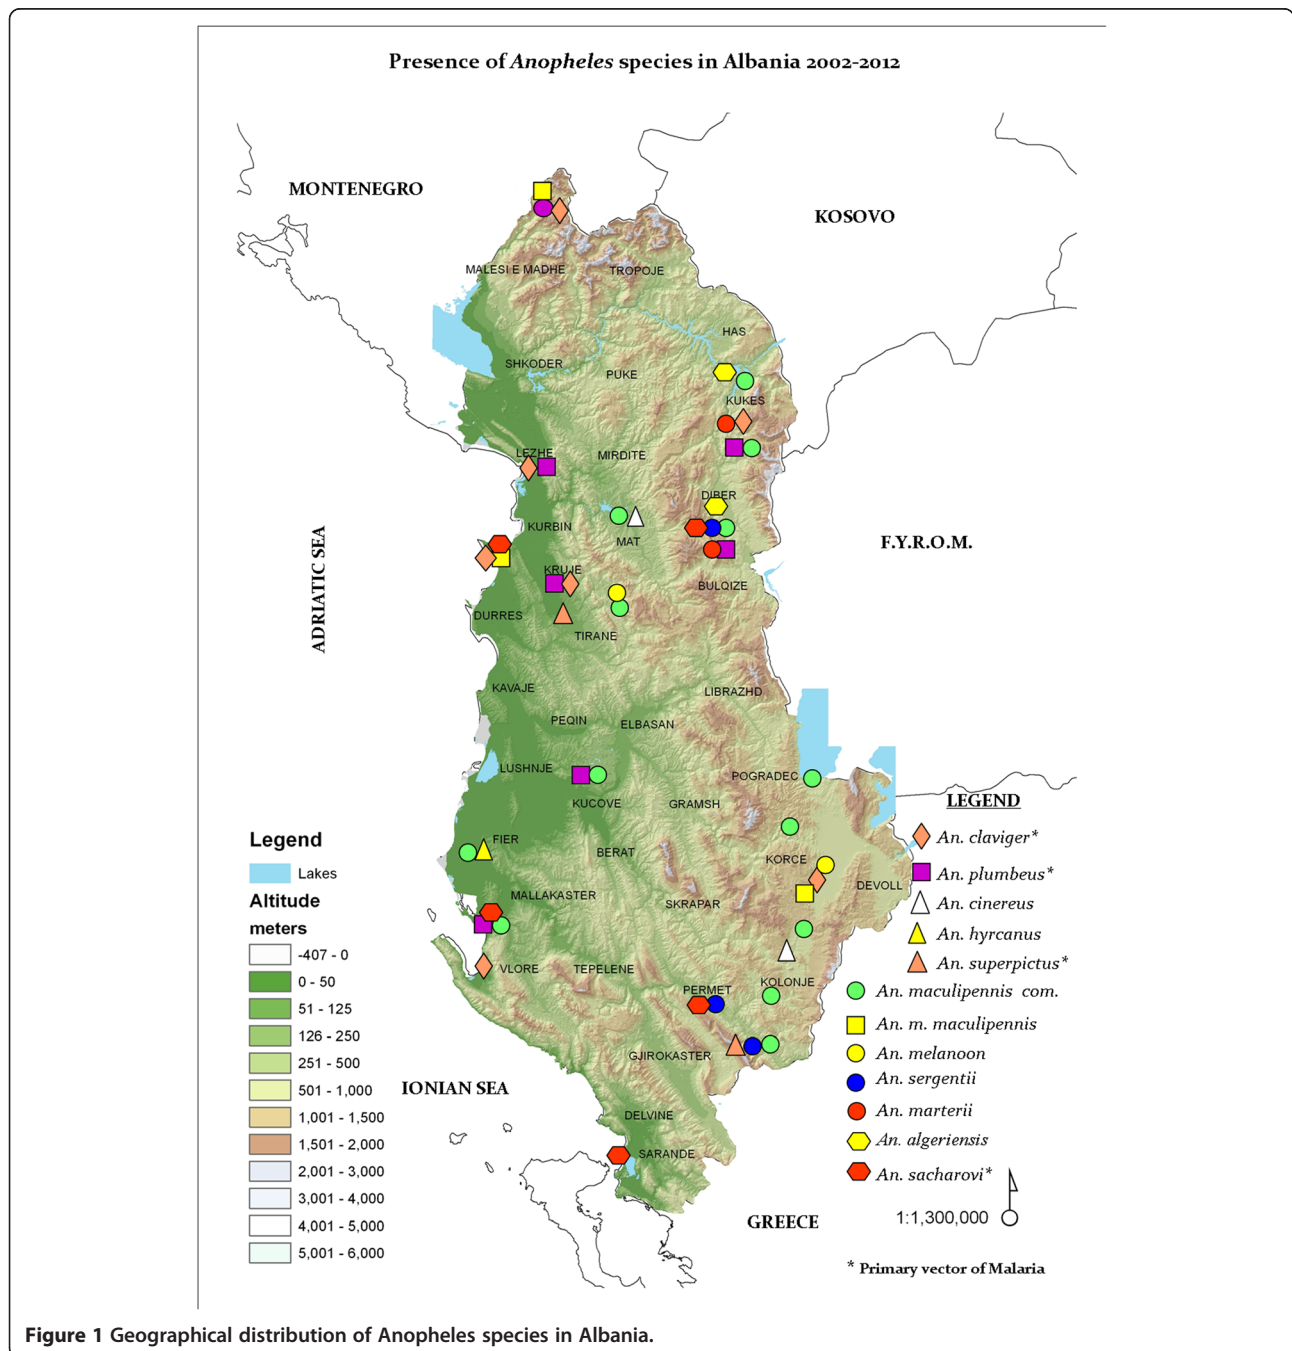 Presence of Anopheles species in Albania 2002-2012
MONTENEGRO
KOSOVO
MALESI E MADHE
TROPOJE
HAS
SHKODER
PUKE
KUKES
LEZHE
MIRDITE
DIBER
KURBIN
MAT
F.Y.R.O.M.
ADRIATIC SEA
KRUJE
BULQIZE
DURRES
TIRANE
KAVAJE
LIBRAZHD
PEQIN
ELBASAN
LUSHNJE
POGRADEC
KUCOVE
GRAMSH
FIER
BERAT
KORCE
DEVOLL
MALLAKASTER
SKRAPAR
VLORE
TEPELENE
KOLONJE
PERMET
GJIROKASTER
IONIAN SEA
DELVINE
SARANDE
GREECE
Legend
Lakes
Altitude
meters
-407 - 0
0 - 50
51 - 125
126 - 250
251 - 500
501 - 1,000
1,001 - 1,500
1,501 - 2,000
2,001 - 3,000
3,001 - 4,000
4,001 - 5,000
5,001 - 6,000
LEGEND
An. claviger*
An. plumbeus*
An. cinereus
An. hyrcanus
An. superpictus*
An. maculipennis com.
An. m. maculipennis
An. melanoon
An. sergentii
An. marterii
An. algeriensis
An. sacharovi*
1:1,300,000
* Primary vector of Malaria
Figure 1 Geographical distribution of Anopheles species in Albania.